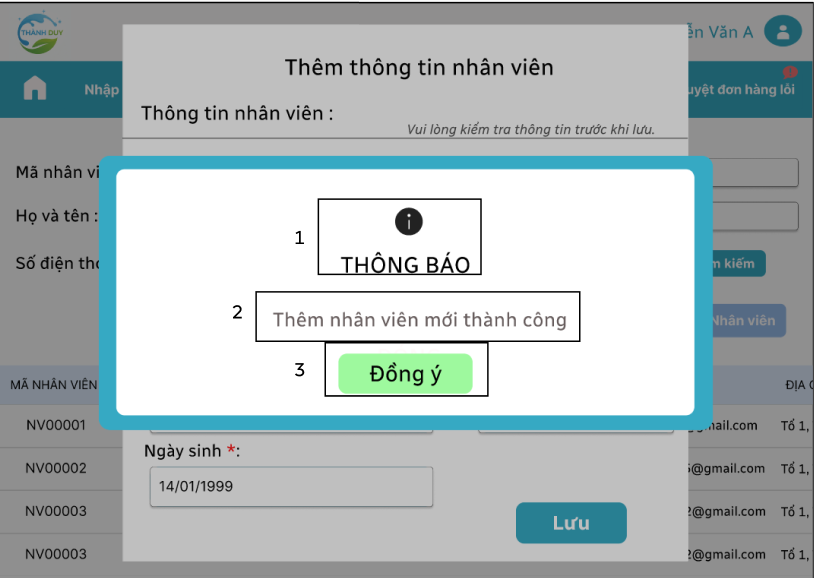 THÀNH DUY
ễn Văn A
Nhập
uyệt đơn hàng lỗi
Thêm thông tin nhân viên
Thông tin nhân viên :
Vui lòng kiểm tra thông tin trước khi lưu.
Mã nhân vi
Họ và tên :
Số điện tho
m kiếm
Nhân viên
1
THÔNG BÁO
2
Thêm nhân viên mới thành công
3
Đồng ý
MÃ NHÂN VIÊN
ĐỊA C
NV00001
@gmail.com
Tổ 1,
Ngày sinh *:
NV00002
6@gmail.com
Tổ 1,
14/01/1999
NV00003
2@gmail.com
Tổ 1,
Lưu
NV00003
2@gmail.com
Tổ 1,